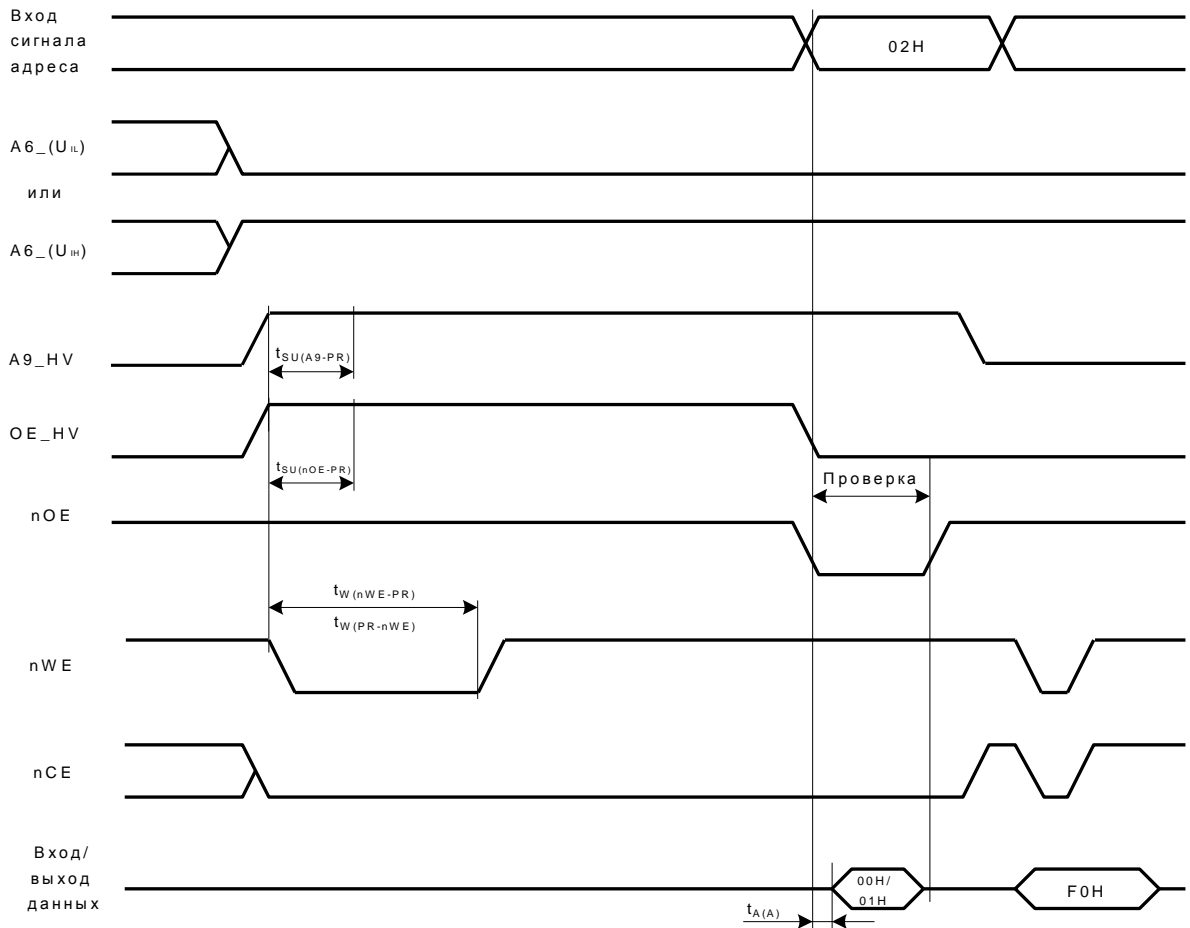 Вход
сигнала
адреса
02H
A6_(UIL)
или
A6_(UIH)
A9_HV
tSU(A9-PR)
OE_HV
tSU(nOE-PR)
Проверка
nOE
tW(nWE-PR)
tW(PR-nWE)
nWE
nCE
Вход/
выход
данных
00H/
01H
F0H
tA(A)